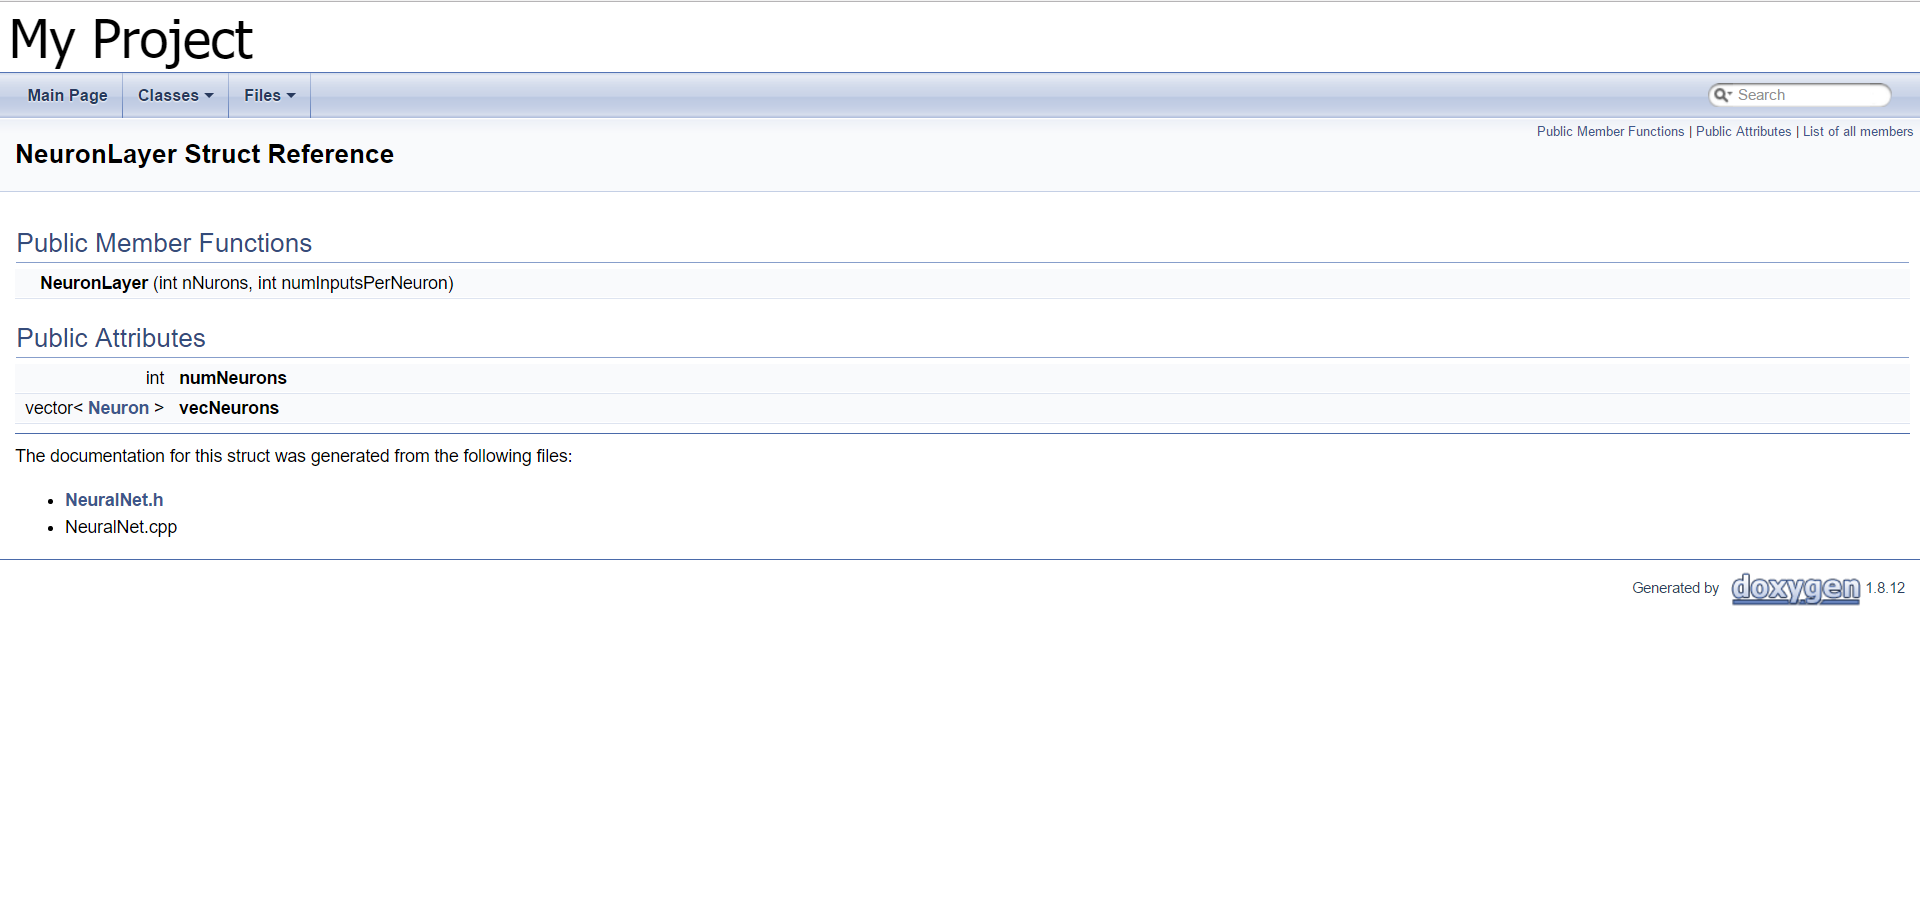 My Project
Main Page Classes Files Search
Public Member Functions | Public Attributes | List of all members
NeuronLayer Struct Reference
Public Member Functions
NeuronLayer (int nNurons, int numInputsPerNeuron)
Public Attributes
int numNeurons
vector< Neuron > vecNeurons
The documentation for this struct was generated from the following files:
• NeuralNet.h
• NeuralNet.cpp
Generated by doxygen 1.8.12